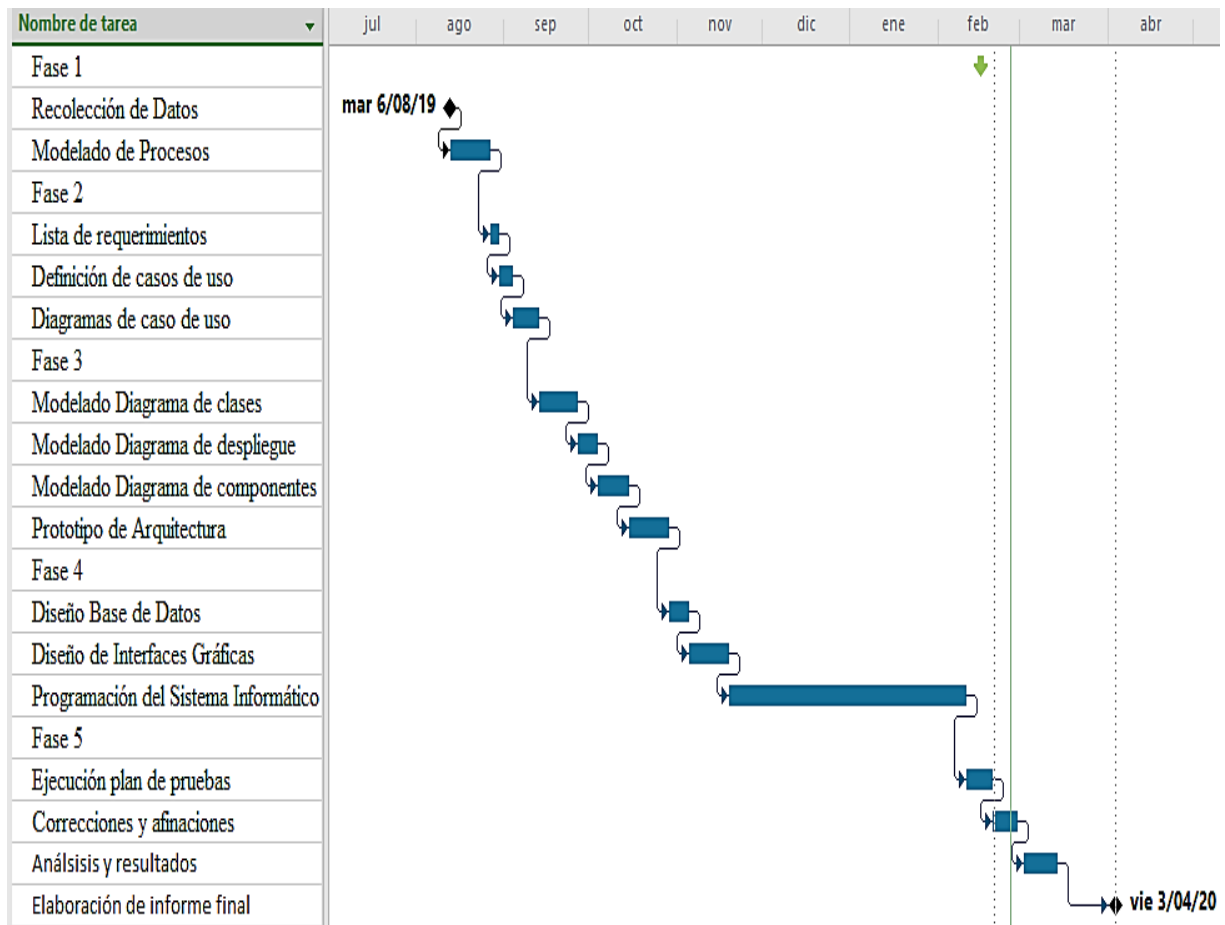 Nombre de tarea jul ago sep oct nov dic ene feb mar abr
Fase 1
Recolección de Datos mar 6/08/19
Modelado de Procesos
Fase 2
Lista de requerimientos
Definición de casos de uso
Diagramas de caso de uso
Fase 3
Modelado Diagrama de clases
Modelado Diagrama de despliegue
Modelado Diagrama de componentes
Prototipo de Arquitectura
Fase 4
Diseño Base de Datos
Diseño de Interfaces Gráficas
Programación del Sistema Informático
Fase 5
Ejecución plan de pruebas
Correcciones y afinaciones
Análsisis y resultados
Elaboración de informe final vie 3/04/20